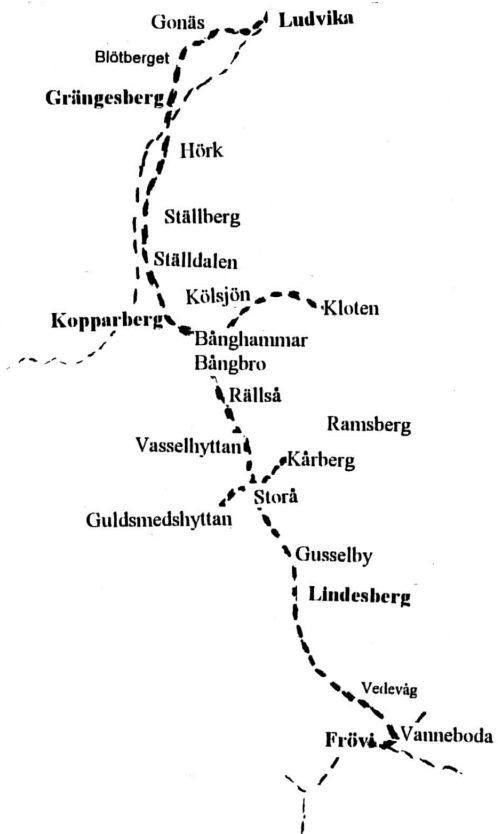 Gonäs
Ludvika
Blötberget
Grängesberg
Hörk
Ställberg
Ställdalen
Kölsjön
Kloten
Kopparberg
Bånghammar
Bångbro
Rällså
Ramsberg
Vasselhyttan
Kårberg
Storå
Guldsmedshyttan
Gusselby
Lindesberg
Vedevåg
Vanneboda
Frövi